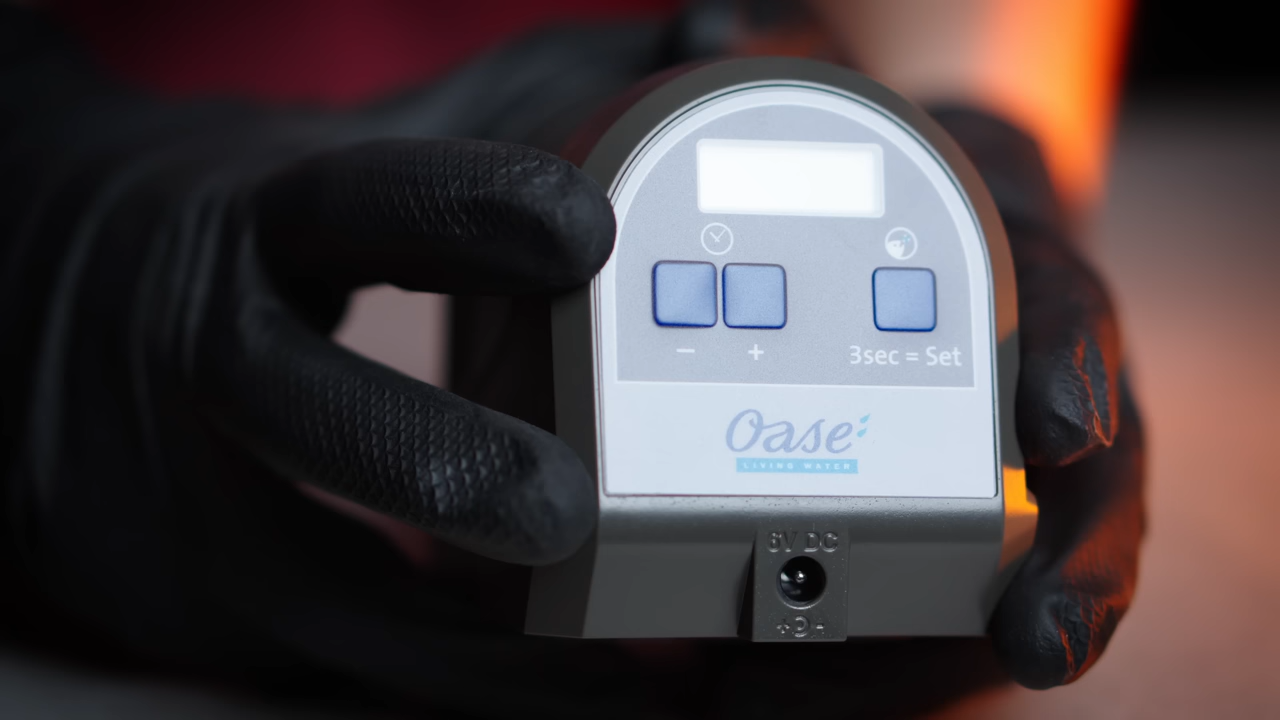 − +
3sec = Set
Oase
LIVING WATER
6V DC